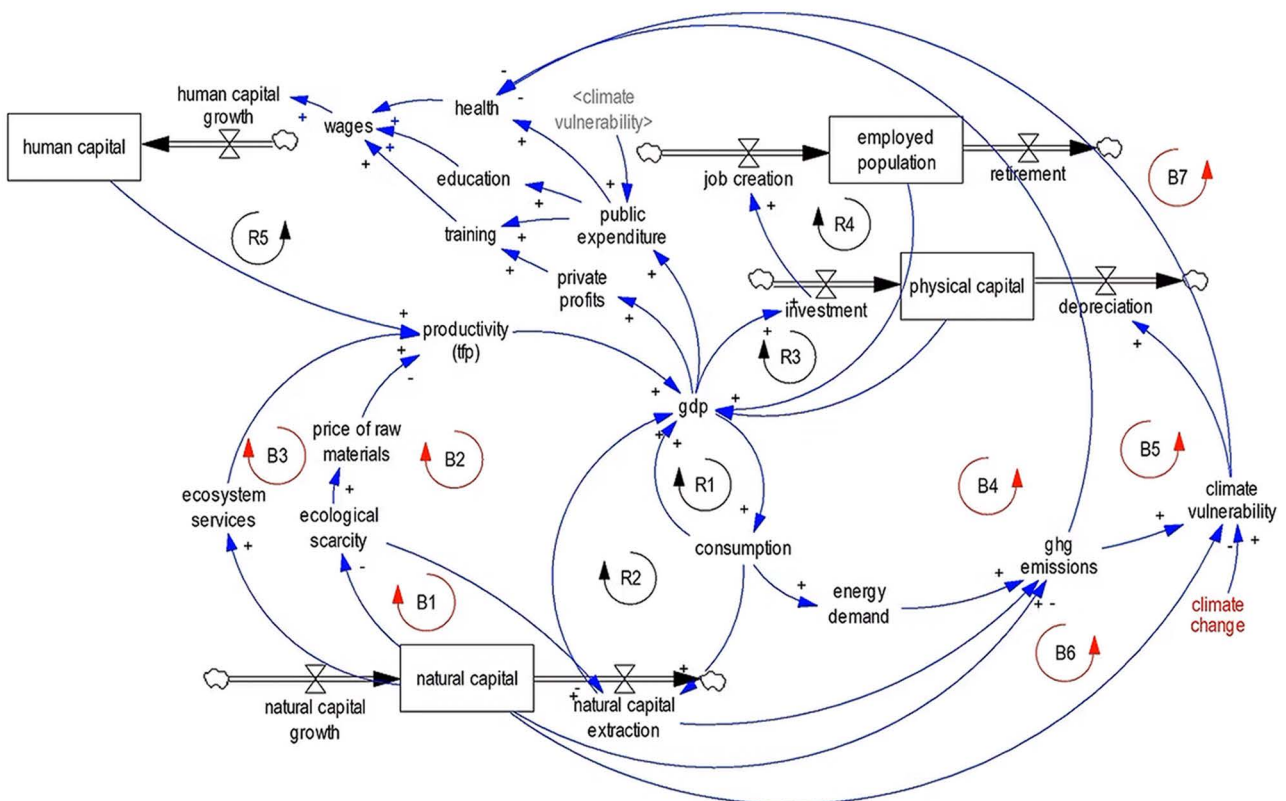 human capital
growth
human capital
wages
health
<climate
vulnerability>
employed
population
job creation
retirement
B7
education
public
expenditure
training
R5
R4
private
profits
physical capital
investment
depreciation
productivity
(tfp)
R3
gdp
price of raw
materials
B3
B2
R1
B4
B5
ecosystem
services
ecological
scarcity
climate
vulnerability
consumption
ghg
emissions
R2
B1
energy
demand
climate
change
B6
natural capital
natural capital
growth
natural capital
extraction